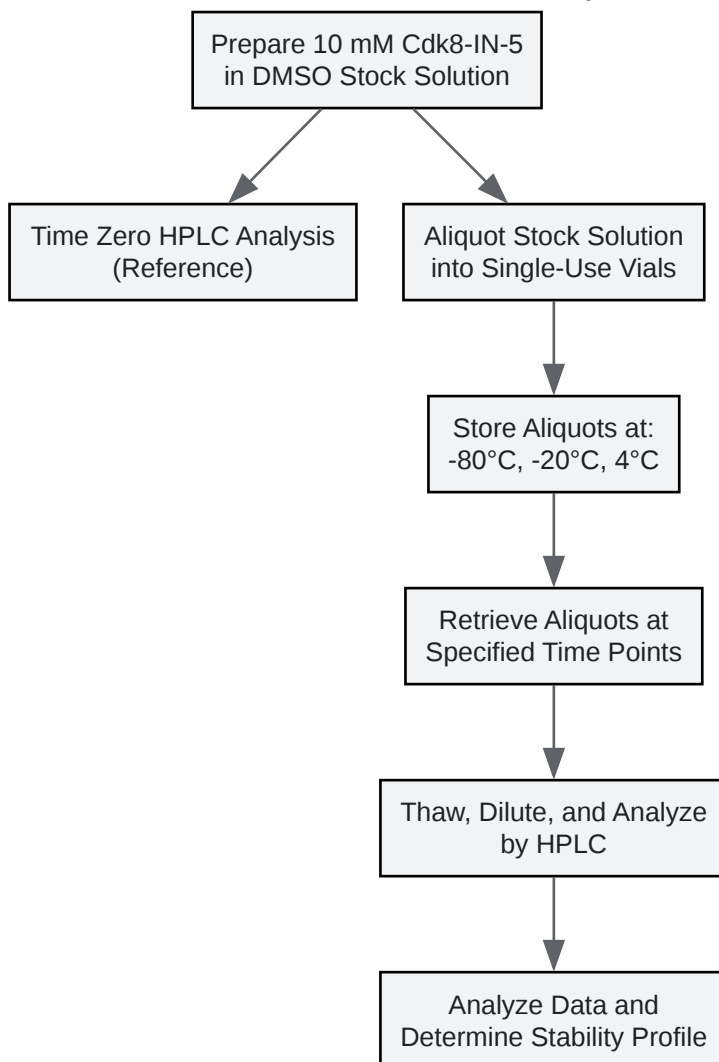 Prepare 10 mM Cdk8-IN-5
in DMSO Stock Solution
Time Zero HPLC Analysis
(Reference)
Aliquot Stock Solution
into Single-Use Vials
Store Aliquots at:
-80°C, -20°C, 4°C
Retrieve Aliquots at
Specified Time Points
Thaw, Dilute, and Analyze
by HPLC
Analyze Data and
Determine Stability Profile